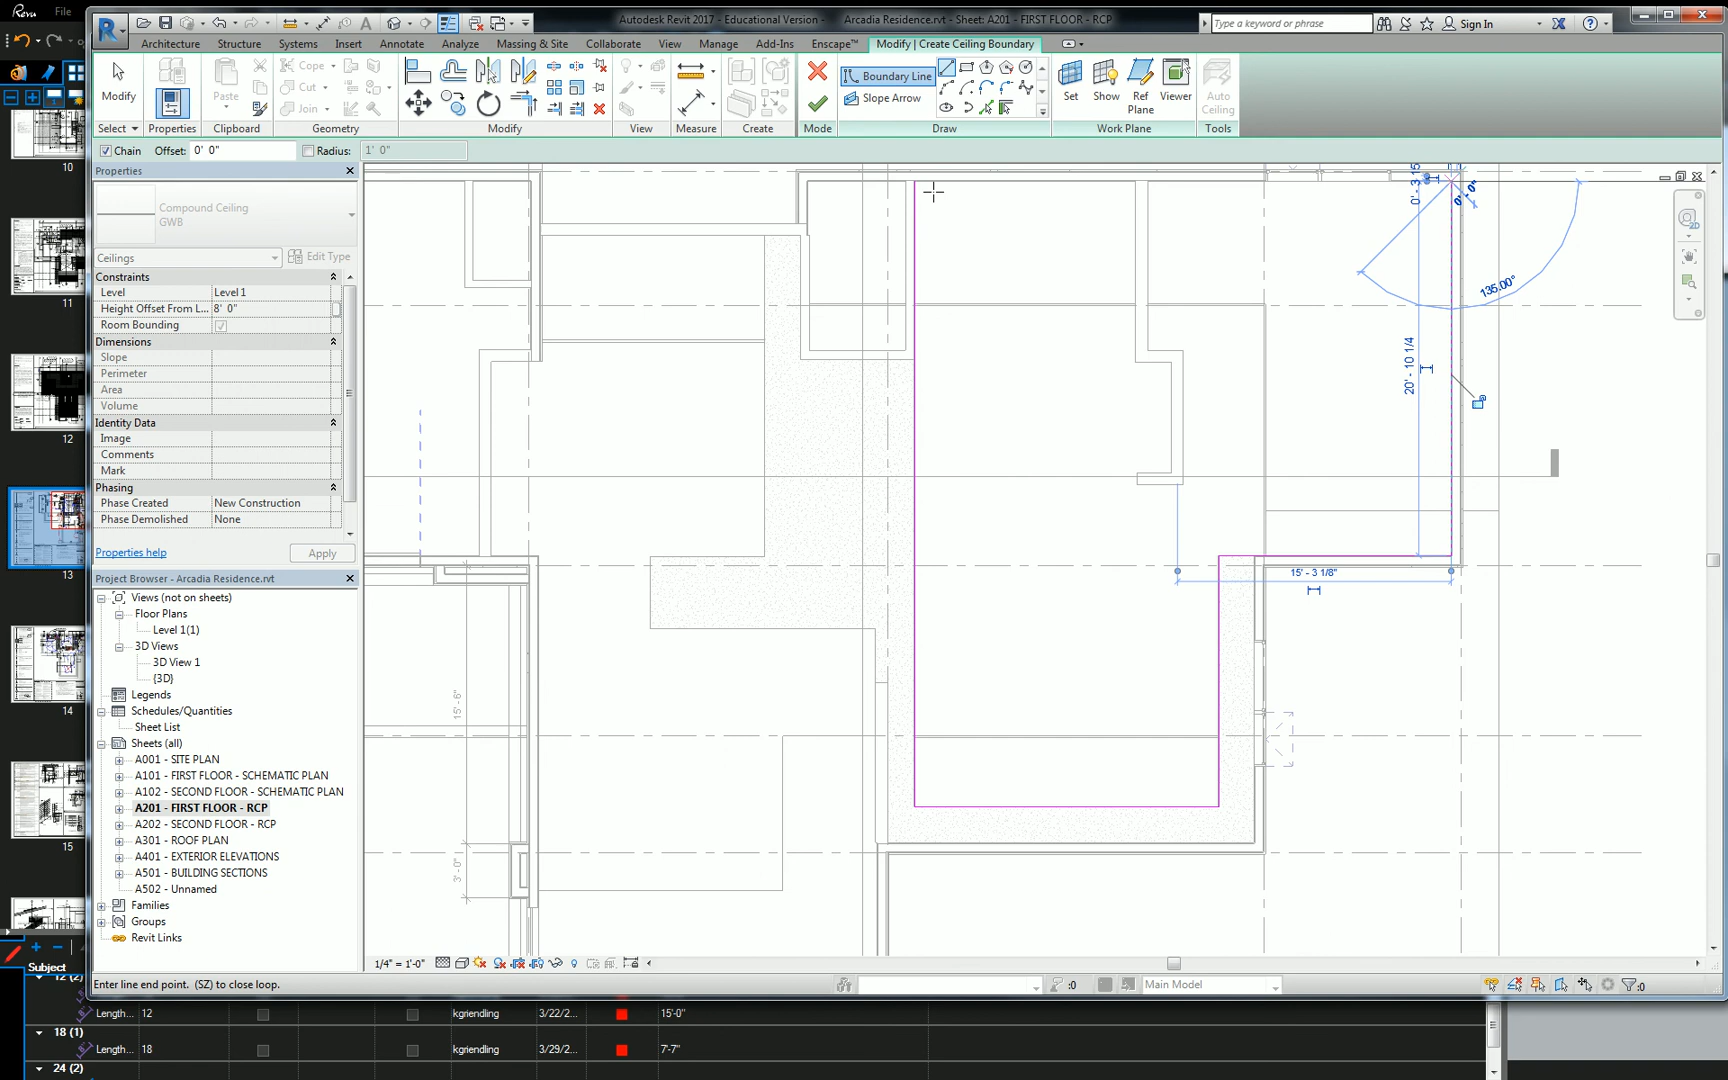 Revu
File
Autodesk Revit 2017 - Educational Version - Arcadia Residence.rvt - Sheet: A201 - FIRST FLOOR - RCP
Type a keyword or phrase
Sign In
Architecture Structure Systems Insert Annotate Analyze Massing & Site Collaborate View Manage Add-Ins Enscape™ Modify | Create Ceiling Boundary
Modify
Select
Properties
Paste
Clipboard
Cope
Cut
Join
Geometry
Modify
View
Measure
Create
Mode
Boundary Line
Slope Arrow
Draw
Set
Show
Ref Plane
Viewer
Work Plane
Auto Ceiling
Tools
Chain Offset: 0' 0" Radius: 1' 0"
Properties
Compound Ceiling
GWB
Ceilings Edit Type
Constraints
Level Level 1
Height Offset From L... 8' 0"
Room Bounding
Dimensions
Slope
Perimeter
Area
Volume
Identity Data
Image
Comments
Mark
Phasing
Phase Created New Construction
Phase Demolished None
Properties help Apply
Project Browser - Arcadia Residence.rvt
Views (not on sheets)
Floor Plans
Level 1(1)
3D Views
3D View 1
{3D}
Legends
Schedules/Quantities
Sheet List
Sheets (all)
A001 - SITE PLAN
A101 - FIRST FLOOR - SCHEMATIC PLAN
A102 - SECOND FLOOR - SCHEMATIC PLAN
A201 - FIRST FLOOR - RCP
A202 - SECOND FLOOR - RCP
A301 - ROOF PLAN
A401 - EXTERIOR ELEVATIONS
A501 - BUILDING SECTIONS
A502 - Unnamed
Families
Groups
Revit Links
10
11
12
13
14
15
0' - 3 15
0' 0"
135.00°
20' - 10 1/4
15' - 3 1/8"
15' - 6"
3' - 0"
1/4" = 1'-0"
Enter line end point. (SZ) to close loop.
:0
Main Model
:0
Subject
12 (2)
Length... 12 kgriendling 3/22/2... 15'-0"
18 (1)
Length... 18 kgriendling 3/29/2... 7'-7"
24 (2)